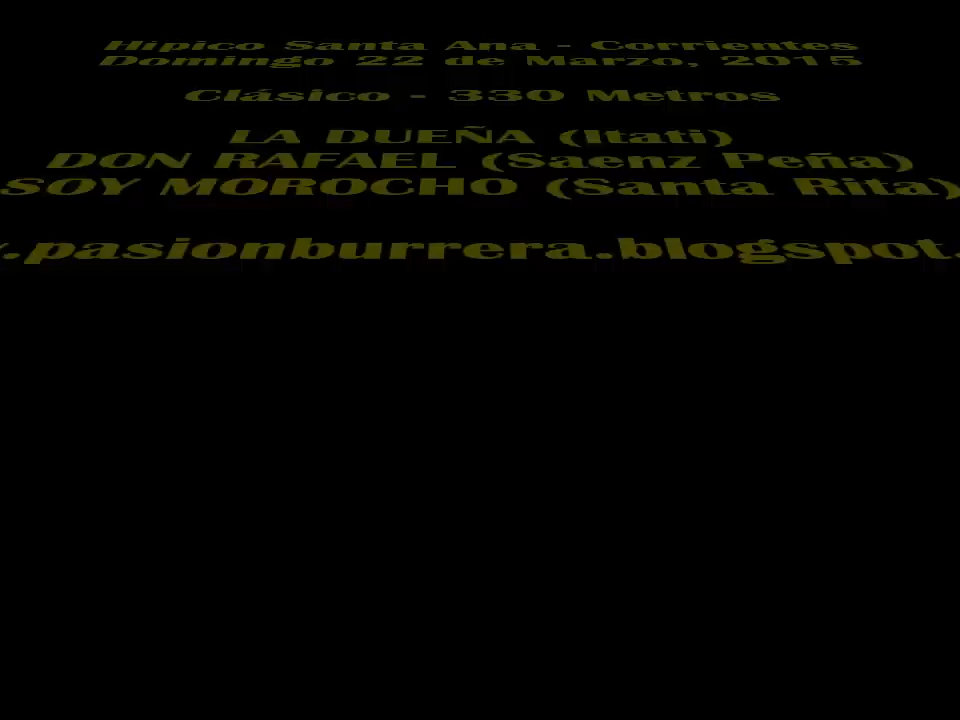 Hípico Santa Ana - Corrientes
Domingo 22 de Marzo, 2015
Clásico - 330 Metros
LA DUEÑA (Itati)
DON RAFAEL (Saenz Peña)
SOY MOROCHO (Santa Rita)
.pasionburrera.blogspot.